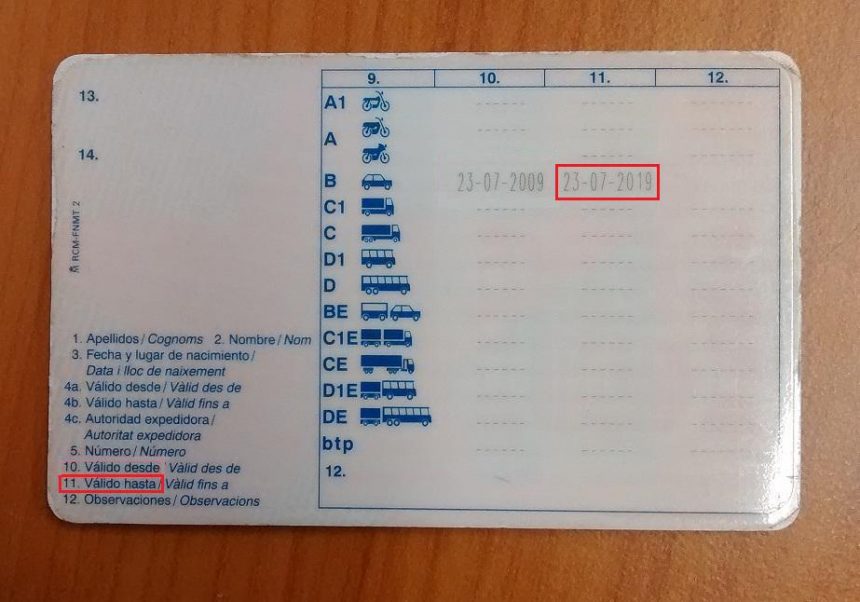 9. 10. 11. 12.
13.
A1 ------ ------ ------
A ------ ------ ------
------ ------
14.
B 23-07-2009 23-07-2019 ------
C1 ------ ------ ------
C ------ ------ ------
D1 ------ ------ ------
D ------ ------ ------
BE ------ ------ ------
C1E ------ ------ ------
CE ------ ------ ------
D1E ------ ------ ------
DE ------ ------ ------
btp ------ ------ ------
12.
RCM-FNMT 2
1. Apellidos / Cognoms 2. Nombre / Nom
3. Fecha y lugar de nacimiento /
Data i lloc de naixement
4a. Válido desde / Vàlid des de
4b. Válido hasta / Vàlid fins a
4c. Autoridad expedidora /
Autoritat expedidora
5. Número / Número
10. Válido desde Vàlid des de
11. Válido hasta / Vàlid fins a
12. Observaciones / Observacions